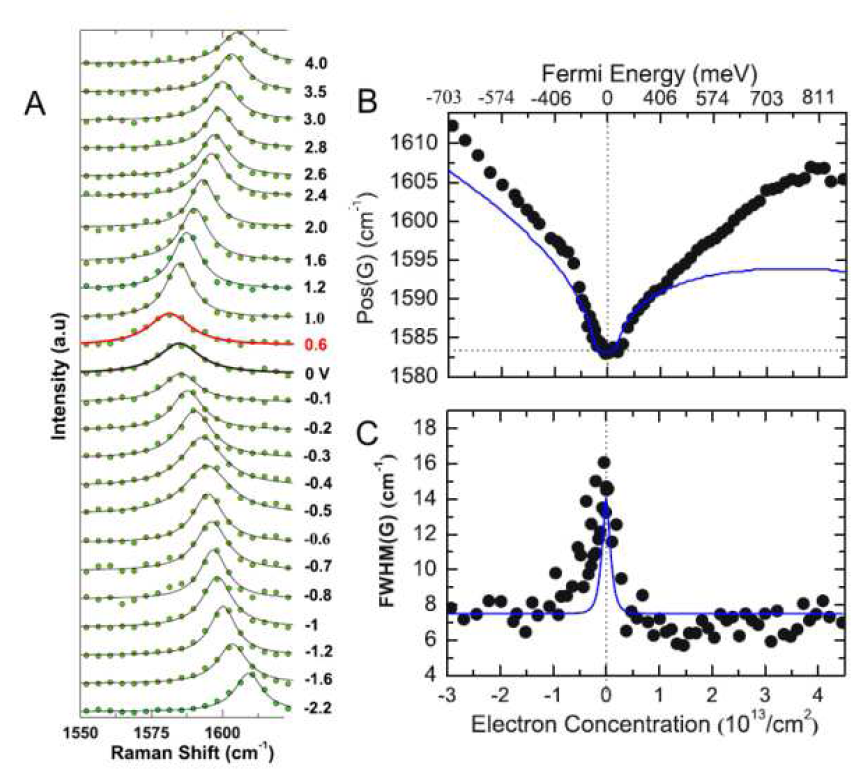 A
4.0
3.5
3.0
2.8
2.6
2.4
2.0
1.6
1.2
1.0
0.6
0 V
-0.1
-0.2
-0.3
-0.4
-0.5
-0.6
-0.7
-0.8
-1
-1.2
-1.6
-2.2
Intensity (a.u)
1550 1575 1600
Raman Shift (cm-1)
B
Fermi Energy (meV)
-703 -574 -406 0 406 574 703 811
1610
1605
1600
1595
1590
1585
1580
Pos(G) (cm-1)
C
18
16
14
12
10
8
6
4
FWHM(G) (cm-1)
-3 -2 -1 0 1 2 3 4
Electron Concentration (10^13/cm^2)